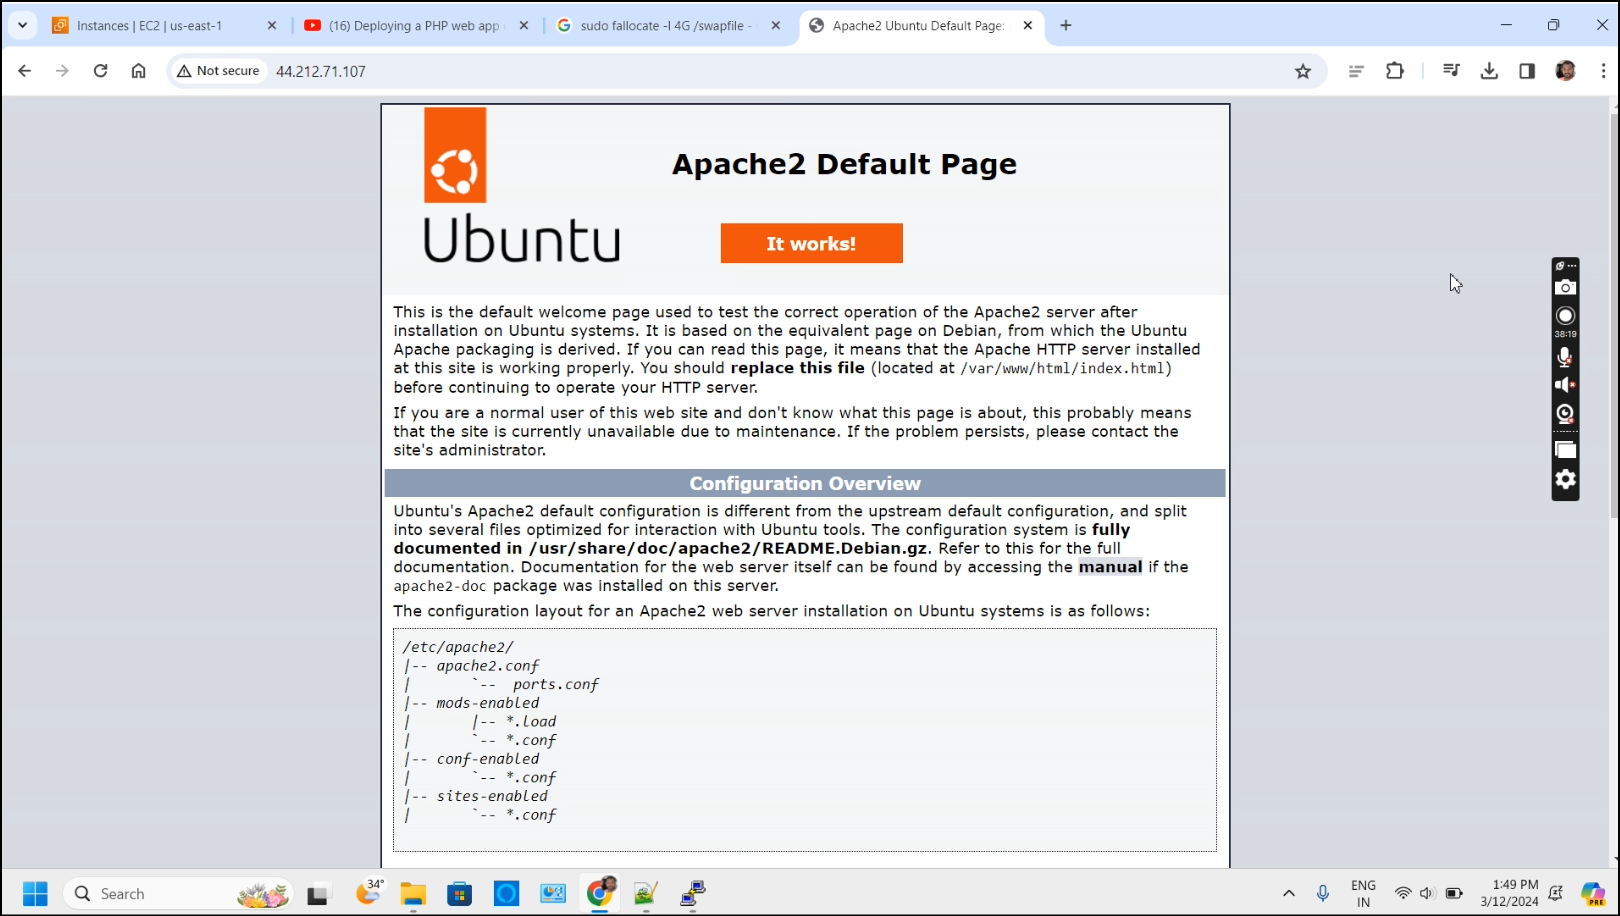 Instances | EC2 | us-east-1
(16) Deploying a PHP web app
sudo fallocate -l 4G /swapfile -
Apache2 Ubuntu Default Page:
Not secure
44.212.71.107
Apache2 Default Page
Ubuntu
It works!
This is the default welcome page used to test the correct operation of the Apache2 server after
installation on Ubuntu systems. It is based on the equivalent page on Debian, from which the Ubuntu
Apache packaging is derived. If you can read this page, it means that the Apache HTTP server installed
at this site is working properly. You should replace this file (located at /var/www/html/index.html)
before continuing to operate your HTTP server.
If you are a normal user of this web site and don't know what this page is about, this probably means
that the site is currently unavailable due to maintenance. If the problem persists, please contact the
site's administrator.
Configuration Overview
Ubuntu's Apache2 default configuration is different from the upstream default configuration, and split
into several files optimized for interaction with Ubuntu tools. The configuration system is fully
documented in /usr/share/doc/apache2/README.Debian.gz. Refer to this for the full
documentation. Documentation for the web server itself can be found by accessing the manual if the
apache2-doc package was installed on this server.
The configuration layout for an Apache2 web server installation on Ubuntu systems is as follows:
/etc/apache2/
|-- apache2.conf
|       `--  ports.conf
|-- mods-enabled
|       |-- *.load
|       `-- *.conf
|-- conf-enabled
|       `-- *.conf
|-- sites-enabled
|       `-- *.conf
38:19
Search
34°
ENG
IN
1:49 PM
3/12/2024
PRE